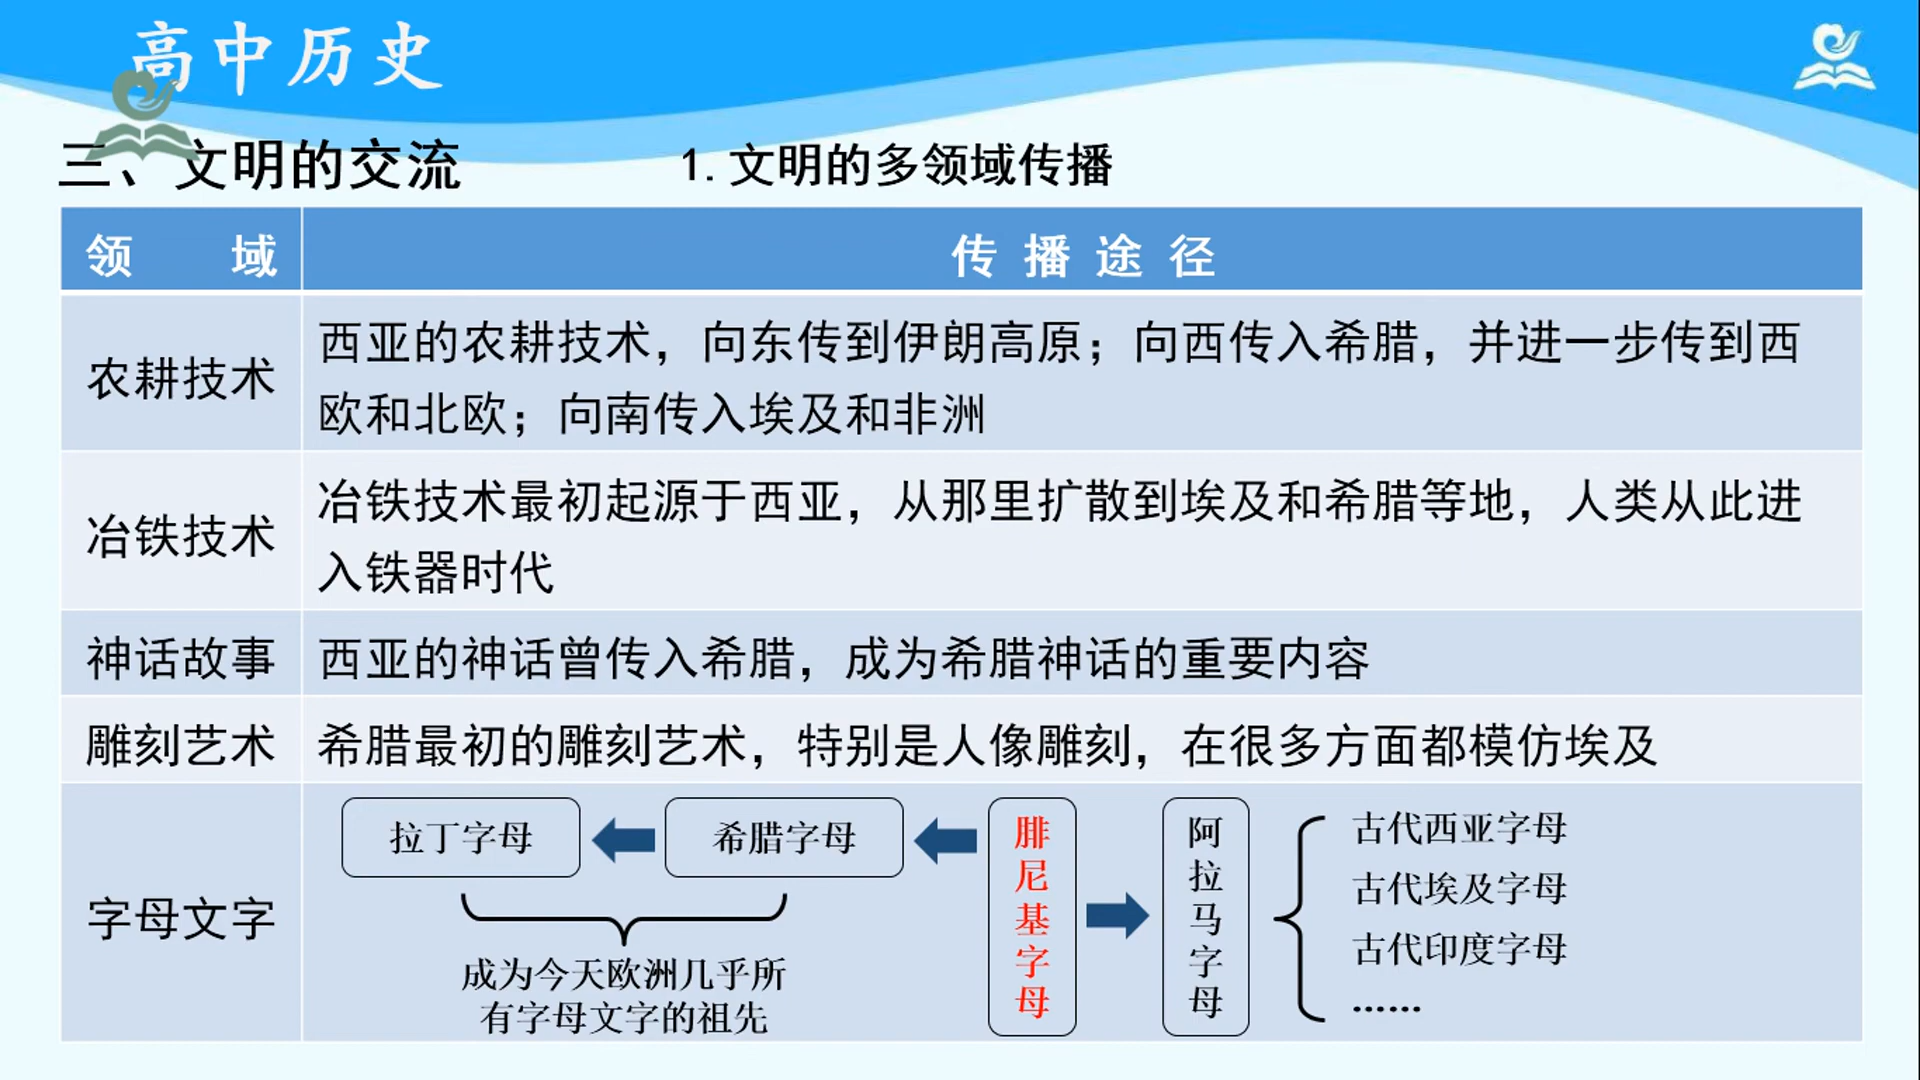 高中历史
三、文明的交流
1.文明的多领域传播
领 域
传播途径
农耕技术
西亚的农耕技术，向东传到伊朗高原；向西传入希腊，并进一步传到西
欧和北欧；向南传入埃及和非洲
冶铁技术
冶铁技术最初起源于西亚，从那里扩散到埃及和希腊等地，人类从此进
入铁器时代
神话故事
西亚的神话曾传入希腊，成为希腊神话的重要内容
雕刻艺术
希腊最初的雕刻艺术，特别是人像雕刻，在很多方面都模仿埃及
字母文字
拉丁字母
希腊字母
成为今天欧洲几乎所
有字母文字的祖先
腓尼基字母
阿拉马字母
古代西亚字母
古代埃及字母
古代印度字母
......